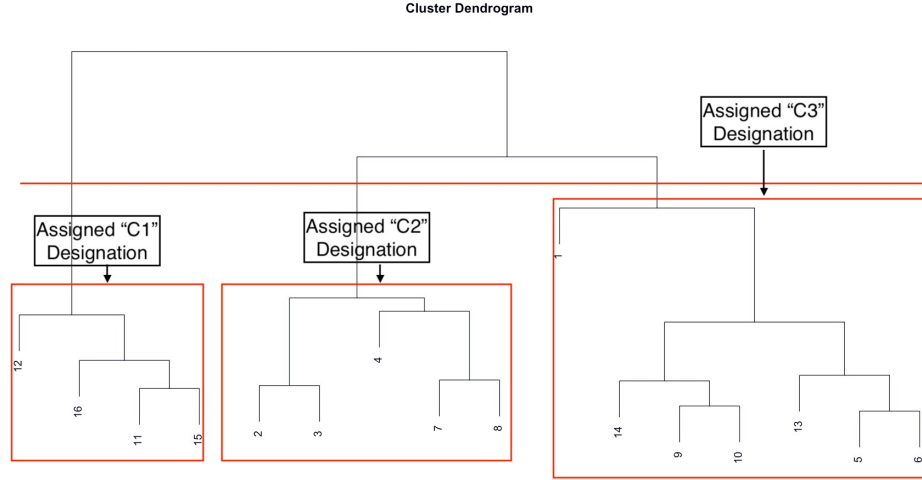 Cluster Dendrogram
Assigned “C3”
Designation
Assigned “C1”
Designation
Assigned “C2”
Designation
12
16
11
15
2
3
4
7
8
1
14
9
10
13
5
6